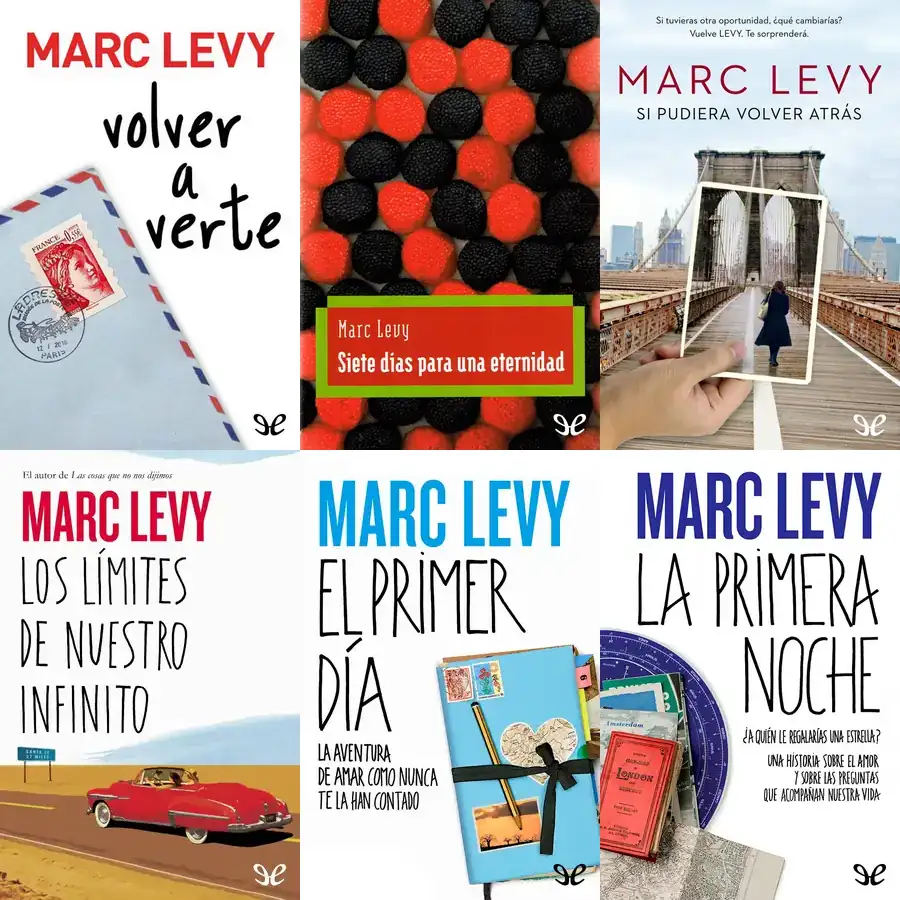 MARC LEVY
volver
a
verte
FRANCE
0,55€
PARIS
Marc Levy
Siete días para una eternidad
Si tuvieras otra oportunidad, ¿qué cambiarías?
Vuelve LEVY. Te sorprenderá.
MARC LEVY
SI PUDIERA VOLVER ATRÁS
El autor de Las cosas que no nos dijimos
MARC LEVY
LOS LÍMITES
DE NUESTRO
INFINITO
MARC LEVY
EL PRIMER
DÍA
LA AVENTURA
DE AMAR COMO NUNCA
TE LA HAN CONTADO
MARC LEVY
LA PRIMERA
NOCHE
¿A QUIÉN LE REGALARÍAS UNA ESTRELLA?
UNA HISTORIA SOBRE EL AMOR
Y SOBRE LAS PREGUNTAS
QUE ACOMPAÑAN NUESTRA VIDA
Amsterdam
LONDON